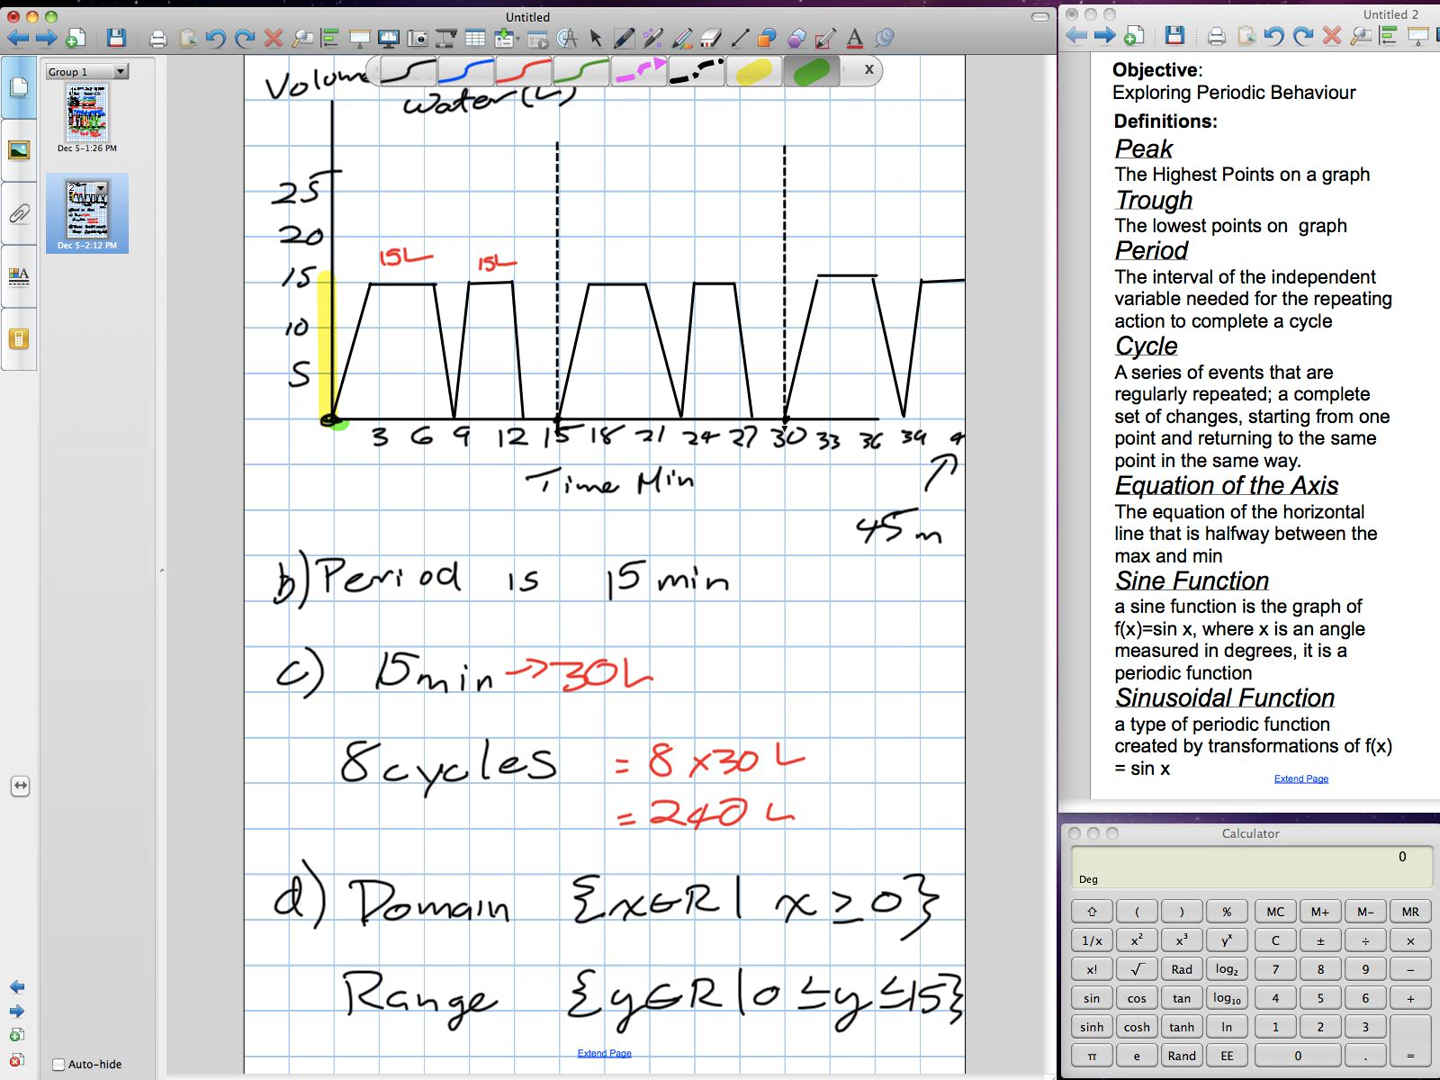 Untitled
Group 1
Dec 5-1:26 PM
Dec 5-2:12 PM
Auto-hide
Volume
x
water (L)
25
20
15
10
5
15L 15L
3 6 9 12 15 18 21 24 27 30 33 36 39 4
Time Min
45 m
b) Period is 15 min
c) 15 min → 30 L
8 cycles = 8 x 30 L
= 240 L
d) Domain {x∈R | x ≥ 0}
Range {y∈R | 0 ≤ y ≤ 15}
Extend Page
Untitled 2
Objective:
Exploring Periodic Behaviour
Definitions:
Peak
The Highest Points on a graph
Trough
The lowest points on graph
Period
The interval of the independent
variable needed for the repeating
action to complete a cycle
Cycle
A series of events that are
regularly repeated; a complete
set of changes, starting from one
point and returning to the same
point in the same way.
Equation of the Axis
The equation of the horizontal
line that is halfway between the
max and min
Sine Function
a sine function is the graph of
f(x)=sin x, where x is an angle
measured in degrees, it is a
periodic function
Sinusoidal Function
a type of periodic function
created by transformations of f(x)
= sin x
Extend Page
Calculator
0
Deg
⇧ ( ) % MC M+ M− MR
1/x x² x³ yˣ C ± ÷ ×
x! √ Rad log₂ 7 8 9 −
sin cos tan log₁₀ 4 5 6 +
sinh cosh tanh ln 1 2 3
π e Rand EE 0 . =